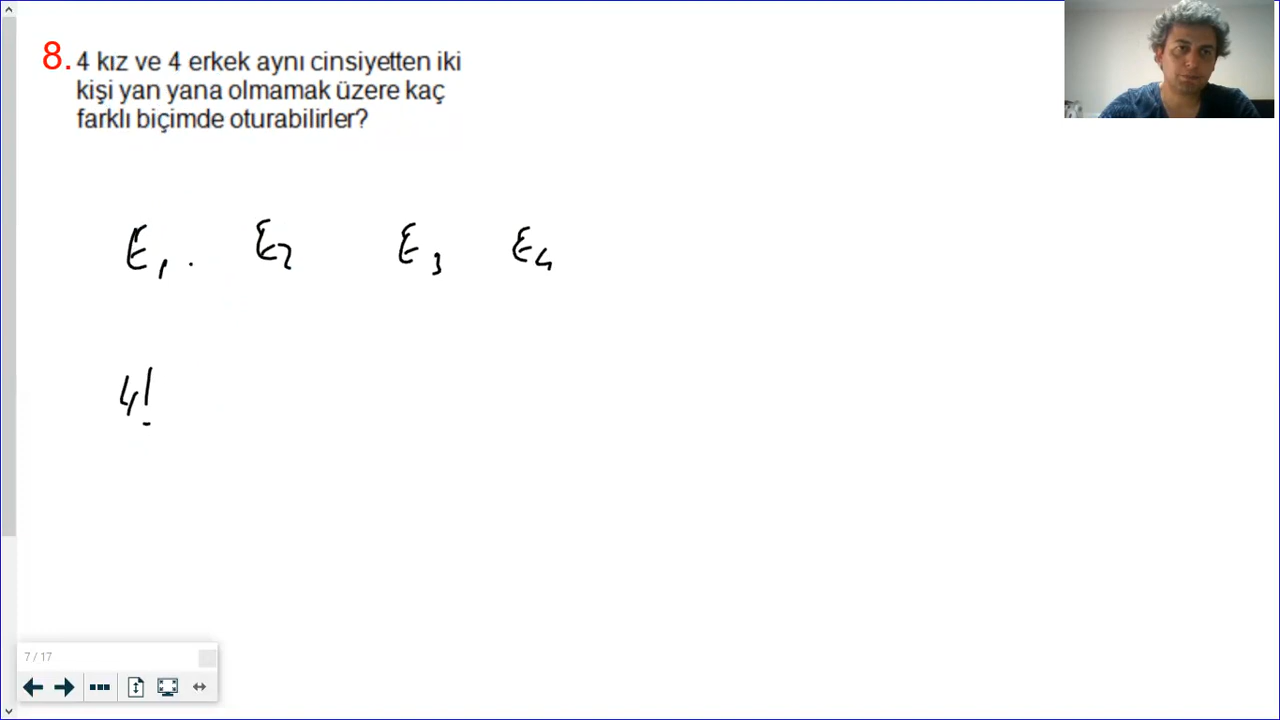 8. 4 kız ve 4 erkek aynı cinsiyetten iki
kişi yan yana olmamak üzere kaç
farklı biçimde oturabilirler?
E1 . E2 E3 E4
4!
7 / 17